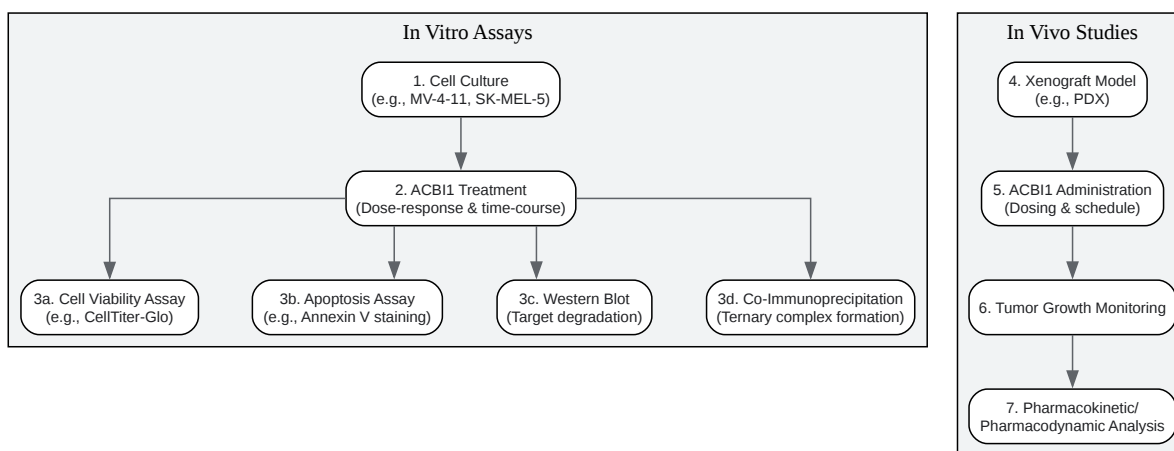 In Vitro Assays
1. Cell Culture
(e.g., MV-4-11, SK-MEL-5)
2. ACBI1 Treatment
(Dose-response & time-course)
3a. Cell Viability Assay
(e.g., CellTiter-Glo)
3b. Apoptosis Assay
(e.g., Annexin V staining)
3c. Western Blot
(Target degradation)
3d. Co-Immunoprecipitation
(Ternary complex formation)
In Vivo Studies
4. Xenograft Model
(e.g., PDX)
5. ACBI1 Administration
(Dosing & schedule)
6. Tumor Growth Monitoring
7. Pharmacokinetic/
Pharmacodynamic Analysis